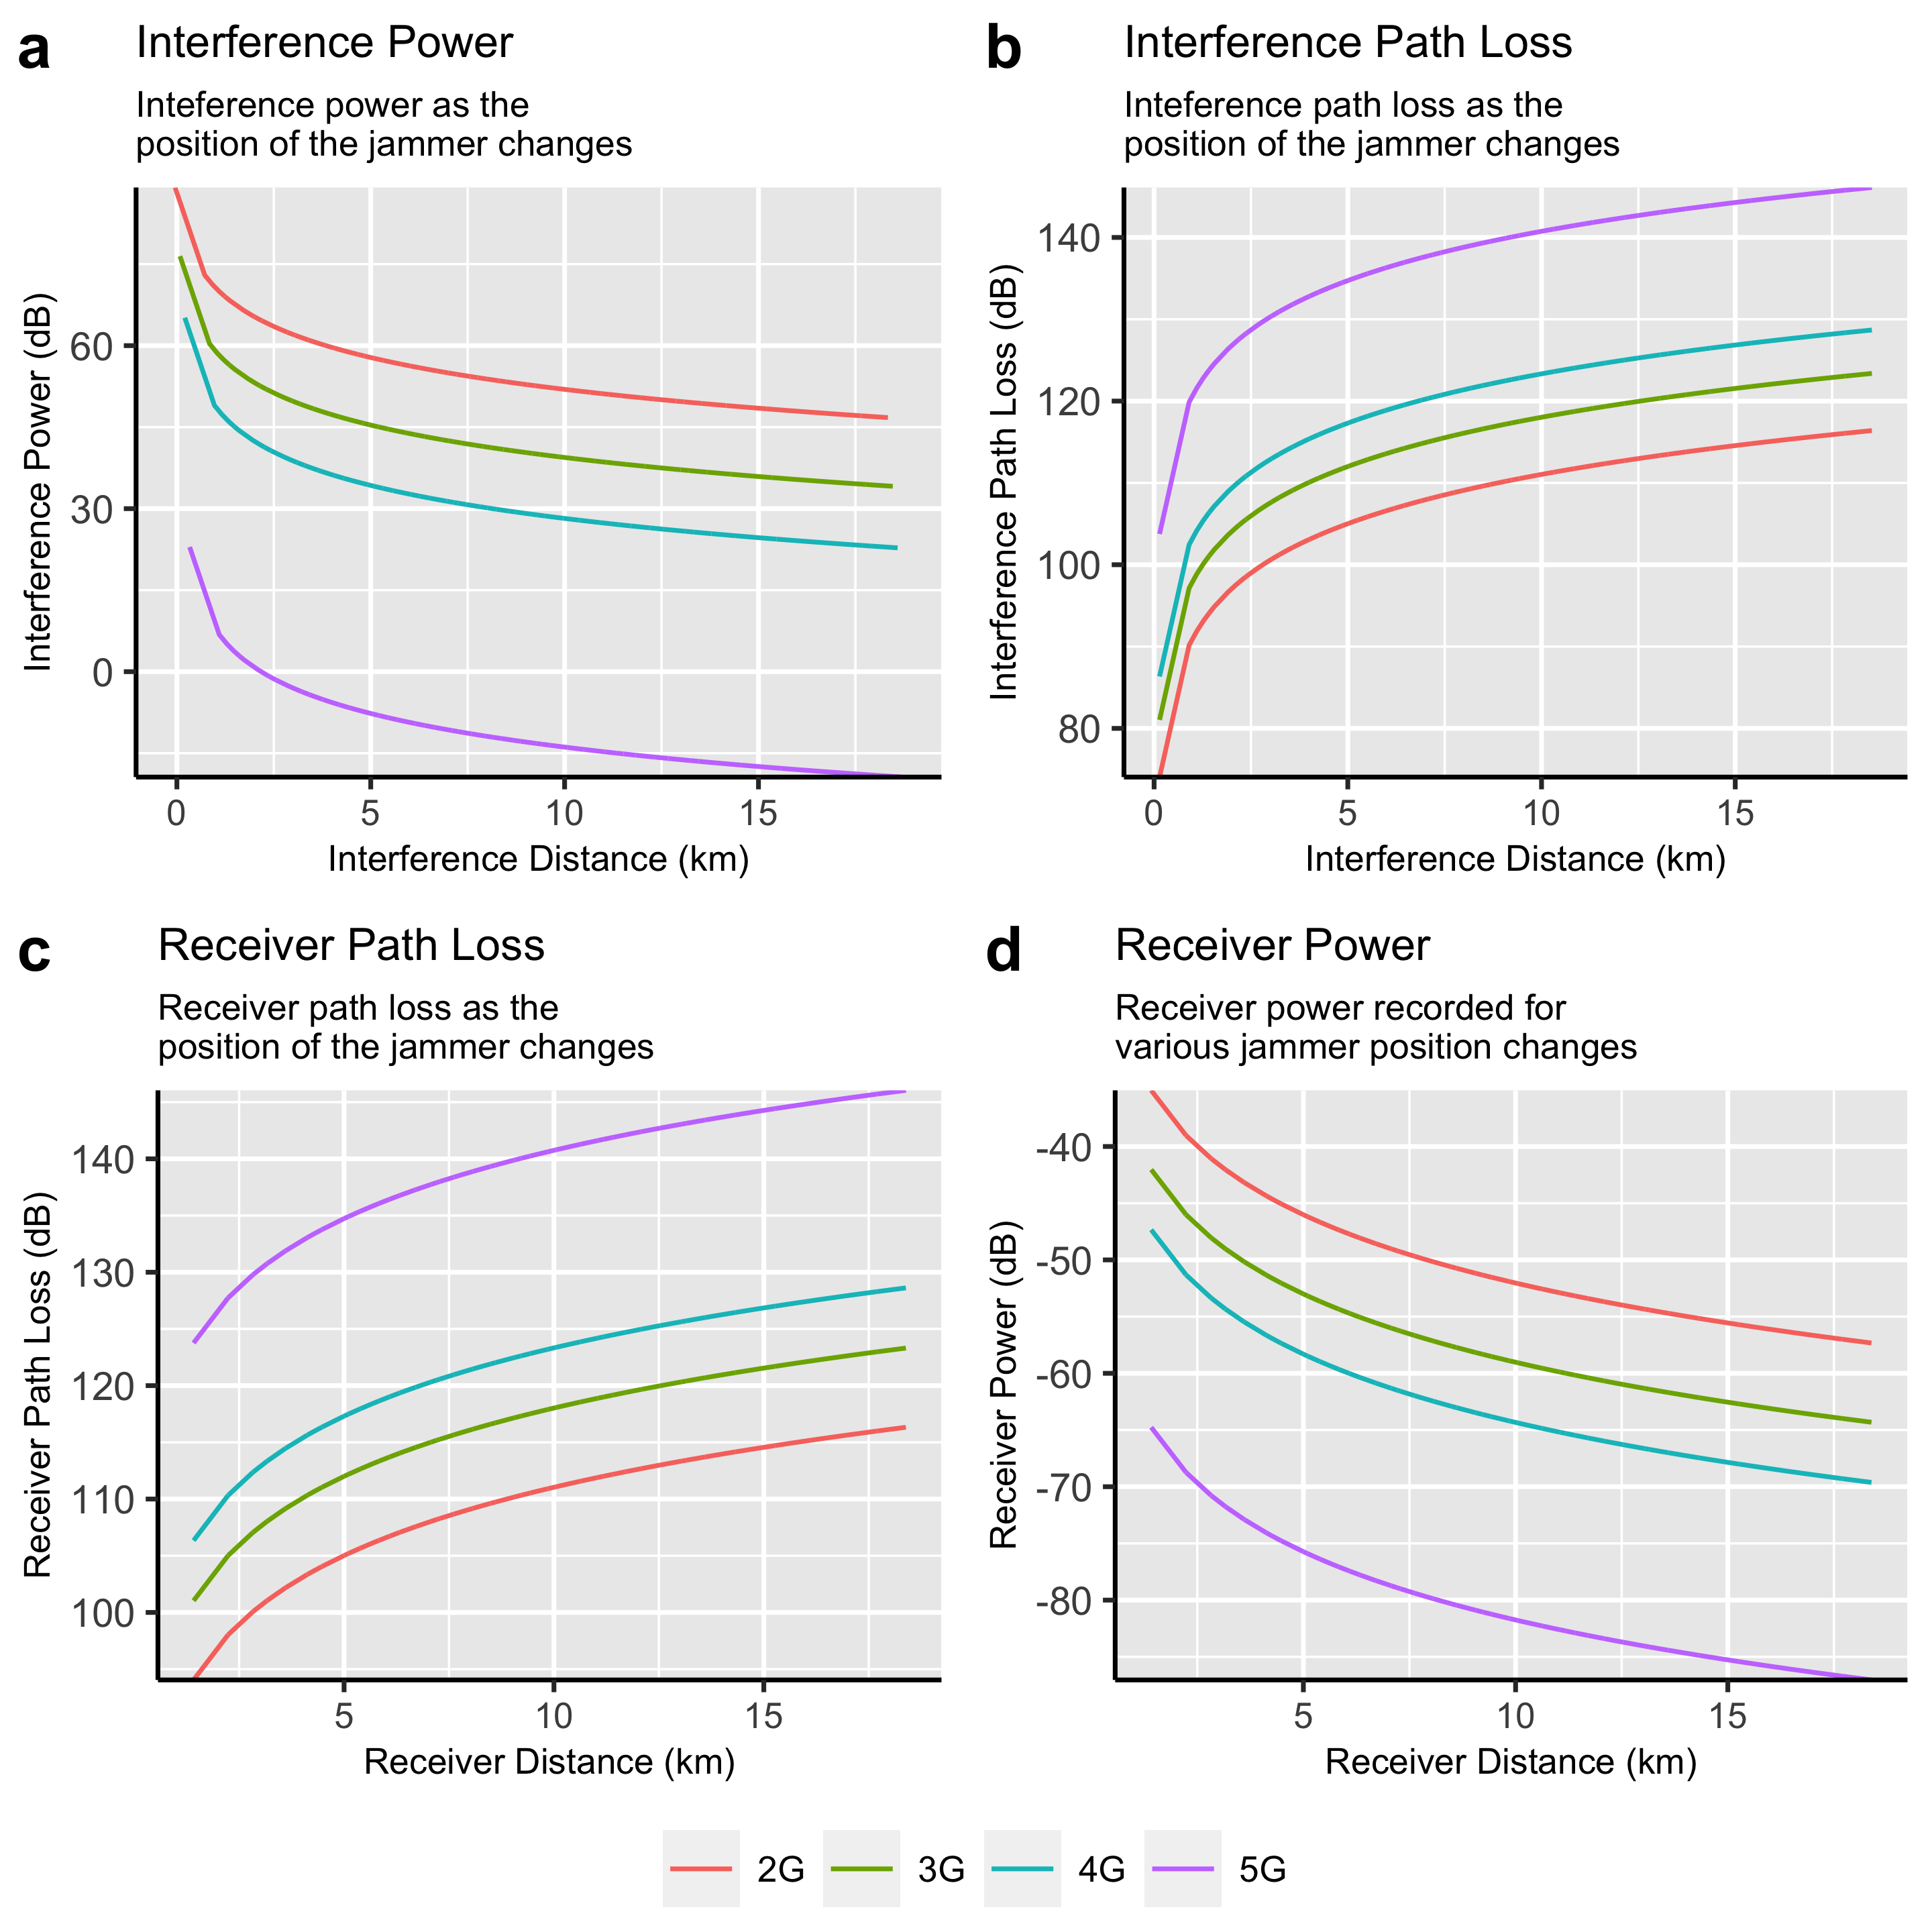 a
Interference Power
Inteference power as the
position of the jammer changes
Interference Power (dB)
60
30
0
0
5
10
15
Interference Distance (km)
b
Interference Path Loss
Inteference path loss as the
position of the jammer changes
Interference Path Loss (dB)
140
120
100
80
0
5
10
15
Interference Distance (km)
c
Receiver Path Loss
Receiver path loss as the
position of the jammer changes
Receiver Path Loss (dB)
140
130
120
110
100
5
10
15
Receiver Distance (km)
d
Receiver Power
Receiver power recorded for
various jammer position changes
Receiver Power (dB)
-40
-50
-60
-70
-80
5
10
15
Receiver Distance (km)
2G
3G
4G
5G